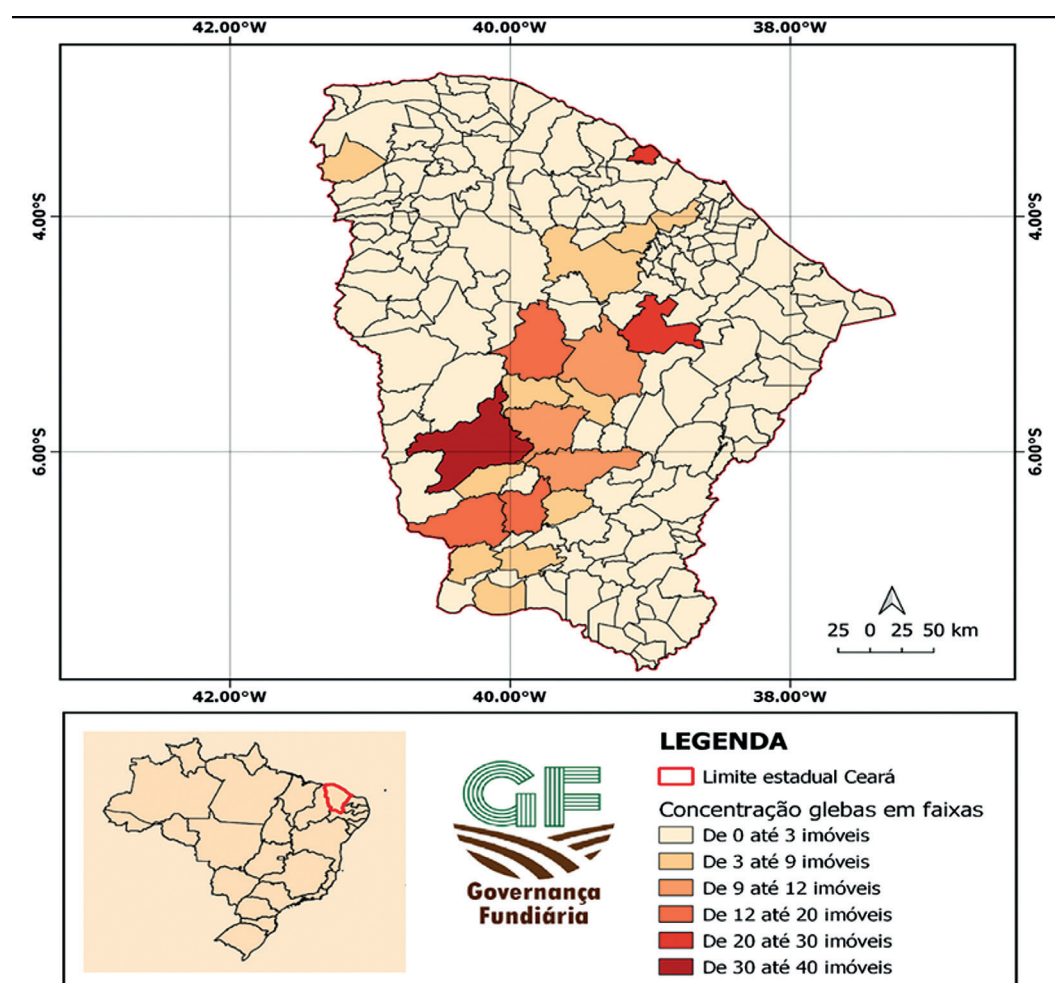 42.00°W 40.00°W 38.00°W
4.00°S 4.00°S
6.00°S 6.00°S
25 0 25 50 km
42.00°W 40.00°W 38.00°W
GF
Governança
Fundiária
LEGENDA
Limite estadual Ceará
Concentração glebas em faixas
De 0 até 3 imóveis
De 3 até 9 imóveis
De 9 até 12 imóveis
De 12 até 20 imóveis
De 20 até 30 imóveis
De 30 até 40 imóveis